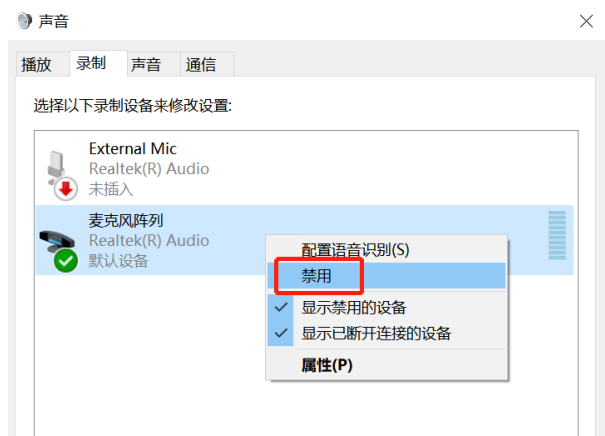 声音
播放 录制 声音 通信
选择以下录制设备来修改设置:
External Mic
Realtek(R) Audio
未插入
麦克风阵列
Realtek(R) Audio
默认设备
配置语音识别(S)
禁用
显示禁用的设备
显示已断开连接的设备
属性(P)